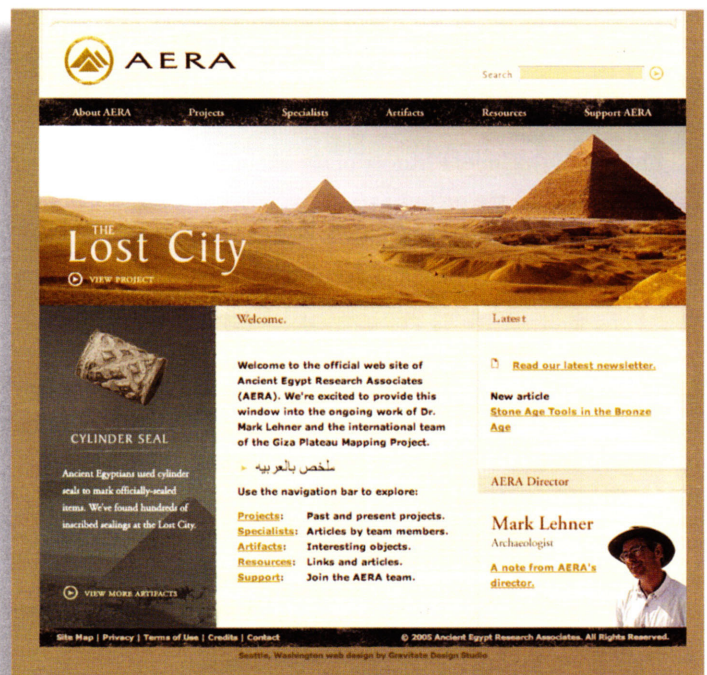 AERA
Search
About AERA Projects Specialists Artifacts Resources Support AERA
THE
Lost City
VIEW PROJECT
CYLINDER SEAL
Ancient Egyptians used cylinder
seals to mark officially-sealed
items. We've found hundreds of
inscribed sealings at the Lost City.
VIEW MORE ARTIFACTS
Welcome.
Welcome to the official web site of
Ancient Egypt Research Associates
(AERA). We're excited to provide this
window into the ongoing work of Dr.
Mark Lehner and the international team
of the Giza Plateau Mapping Project.
ملخص بالعربيه
Use the navigation bar to explore:
Projects: Past and present projects.
Specialists: Articles by team members.
Artifacts: Interesting objects.
Resources: Links and articles.
Support: Join the AERA team.
Latest
Read our latest newsletter.
New article
Stone Age Tools in the Bronze
Age
AERA Director
Mark Lehner
Archaeologist
A note from AERA's
director.
Site Map | Privacy | Terms of Use | Credits | Contact
© 2005 Ancient Egypt Research Associates. All Rights Reserved.
Seattle, Washington web design by Gravitate Design Studio